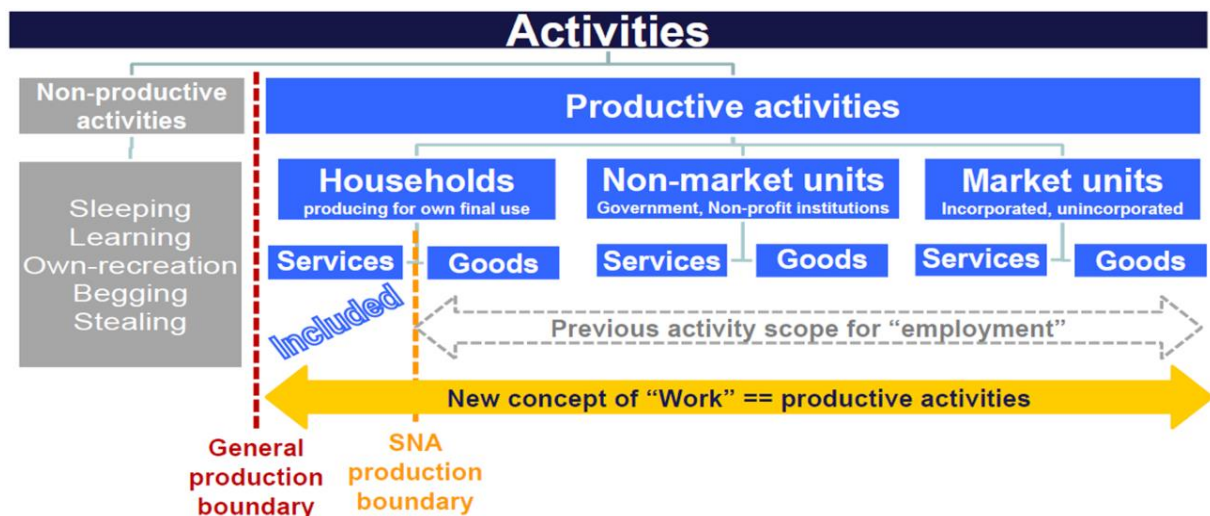 Activities
Non-productive
activities
Productive activities
Sleeping
Learning
Own-recreation
Begging
Stealing
Households
producing for own final use
Non-market units
Government, Non-profit institutions
Market units
Incorporated, unincorporated
Services
Goods
Services
Goods
Services
Goods
Included
Previous activity scope for “employment”
New concept of “Work” == productive activities
General
production
boundary
SNA
production
boundary